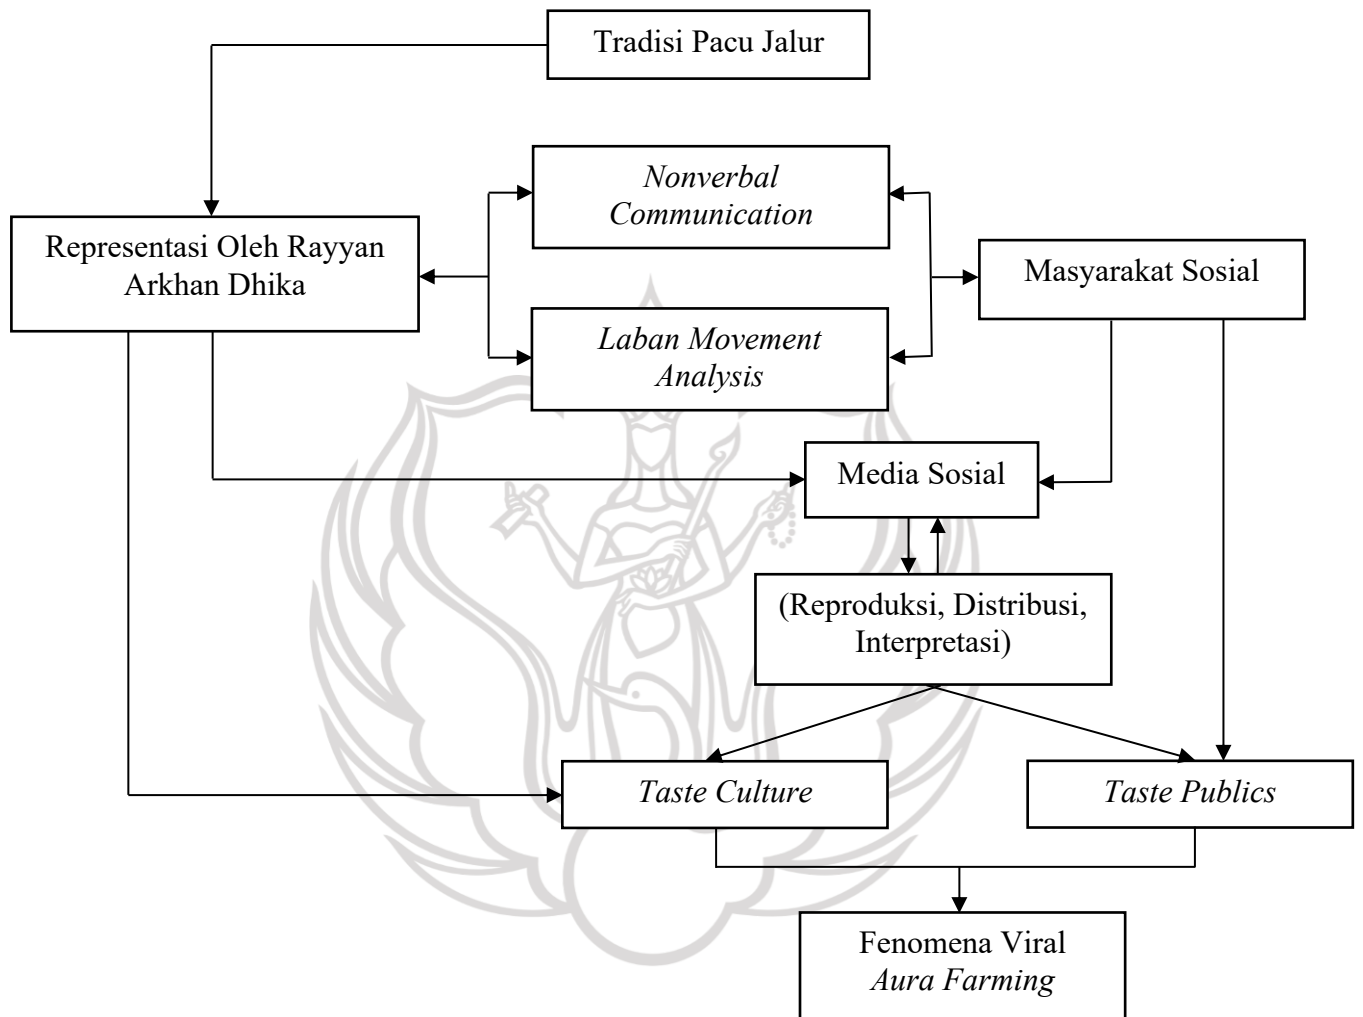 Tradisi Pacu Jalur
Nonverbal
Communication
Representasi Oleh Rayyan
Arkhan Dhika
Masyarakat Sosial
Laban Movement
Analysis
Media Sosial
(Reproduksi, Distribusi,
Interpretasi)
Taste Culture
Taste Publics
Fenomena Viral
Aura Farming